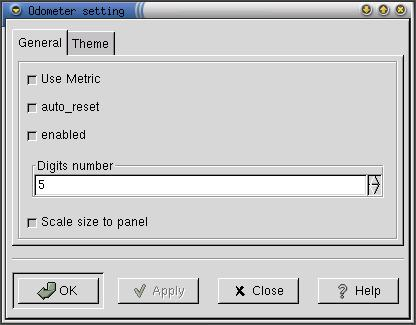 Odometer setting
General Theme
Use Metric
auto_reset
enabled
Digits number
5
Scale size to panel
OK Apply Close Help